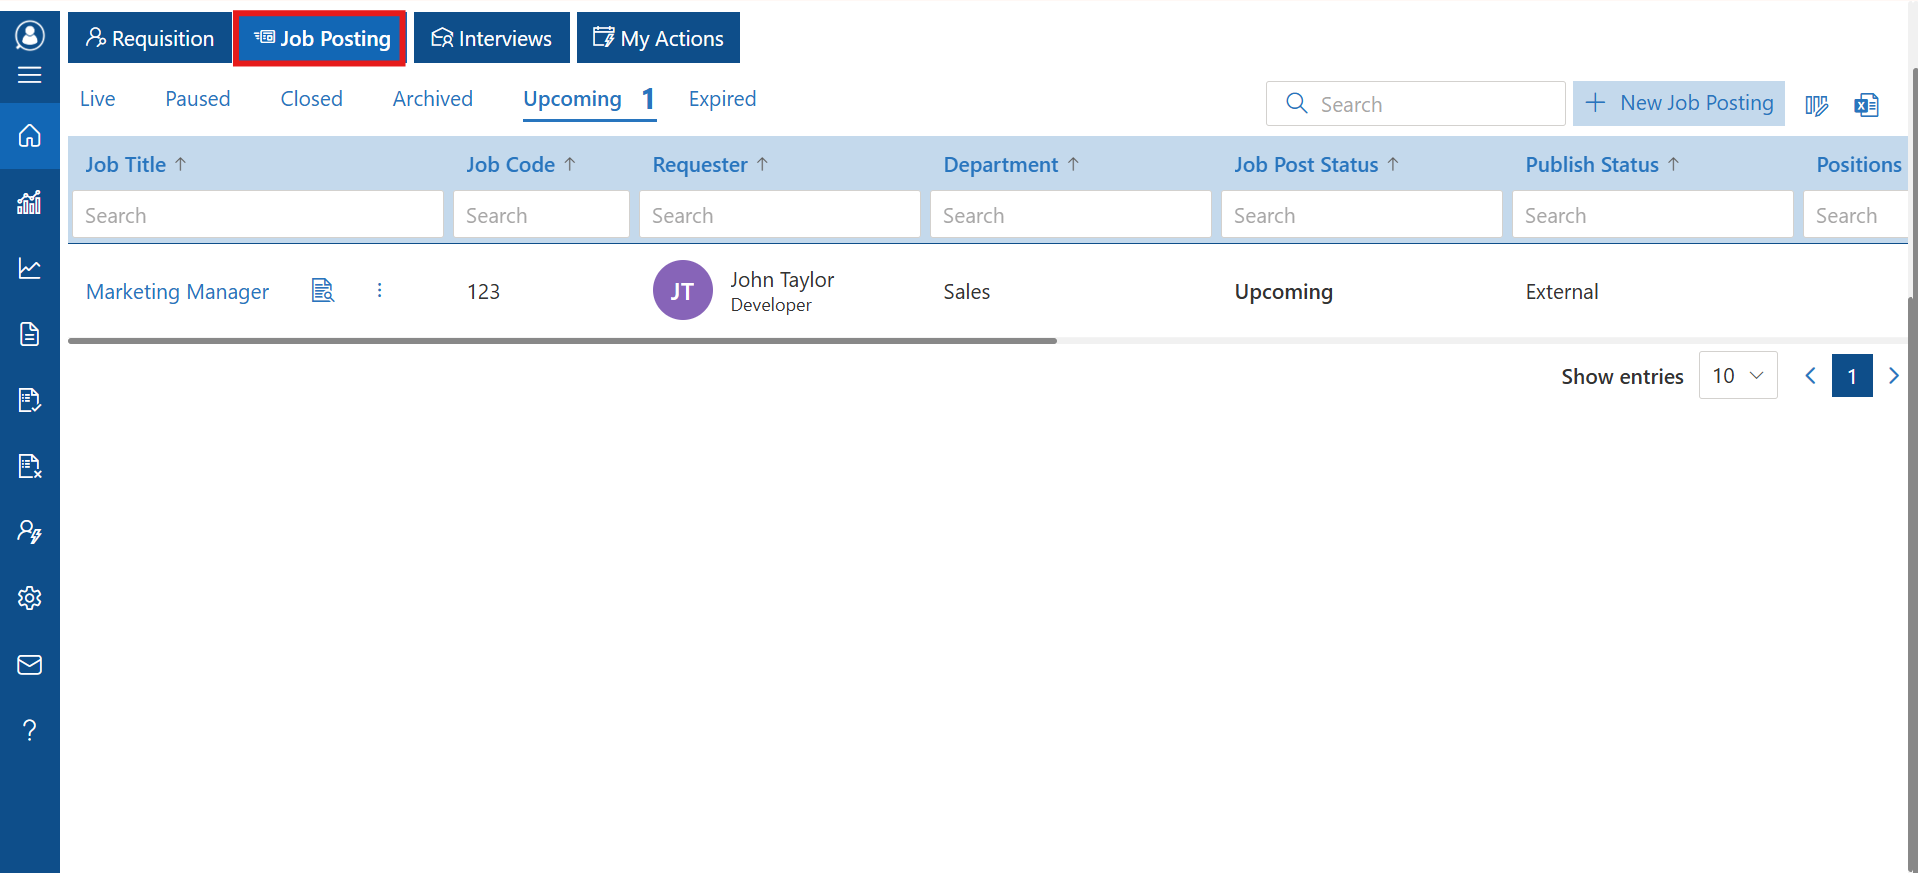 Requisition Job Posting Interviews My Actions
Live Paused Closed Archived Upcoming 1 Expired Search New Job Posting
Job Title Job Code Requester Department Job Post Status Publish Status Positions
Search Search Search Search Search Search Search
Marketing Manager 123 JT John Taylor Developer Sales Upcoming External
Show entries 10 1